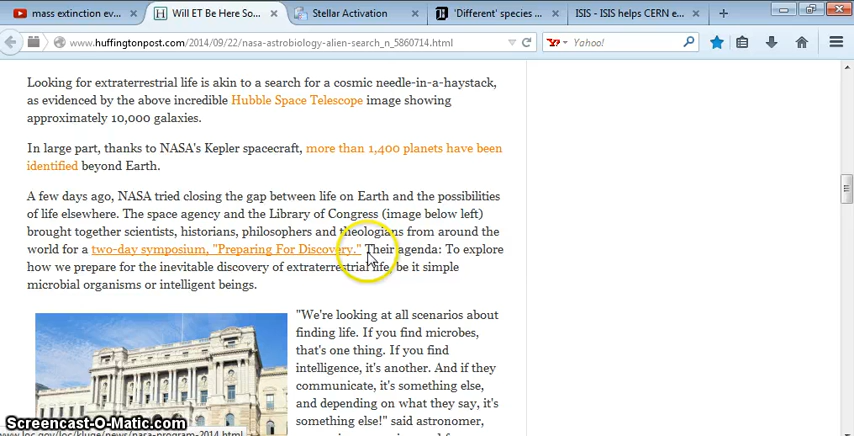 mass extinction ev...
Will ET Be Here So...
Stellar Activation
'Different' species ...
ISIS - ISIS helps CERN e...
www.huffingtonpost.com/2014/09/22/nasa-astrobiology-alien-search_n_5860714.html
Yahoo!
Looking for extraterrestrial life is akin to a search for a cosmic needle-in-a-haystack,
as evidenced by the above incredible Hubble Space Telescope image showing
approximately 10,000 galaxies.
In large part, thanks to NASA's Kepler spacecraft, more than 1,400 planets have been
identified beyond Earth.
A few days ago, NASA tried closing the gap between life on Earth and the possibilities
of life elsewhere. The space agency and the Library of Congress (image below left)
brought together scientists, historians, philosophers and theologians from around the
world for a two-day symposium, "Preparing For Discovery." Their agenda: To explore
how we prepare for the inevitable discovery of extraterrestrial life, be it simple
microbial organisms or intelligent beings.
"We're looking at all scenarios about
finding life. If you find microbes,
that's one thing. If you find
intelligence, it's another. And if they
communicate, it's something else,
and depending on what they say, it's
something else!" said astronomer,
Screencast-O-Matic.com